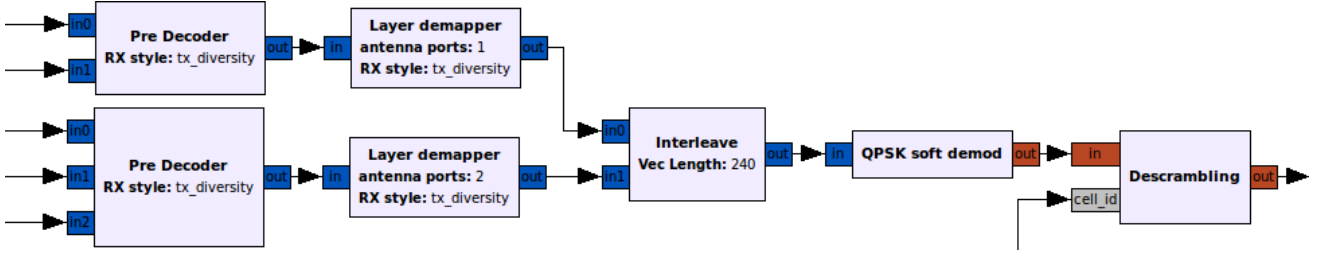 in0
in1
Pre Decoder
RX style: tx_diversity
out
in
Layer demapper
antenna ports: 1
RX style: tx_diversity
out
in0
in1
in2
Pre Decoder
RX style: tx_diversity
out
in
Layer demapper
antenna ports: 2
RX style: tx_diversity
out
in0
in1
Interleave
Vec Length: 240
out
in
QPSK soft demod
out
in
cell_id
Descrambling
out